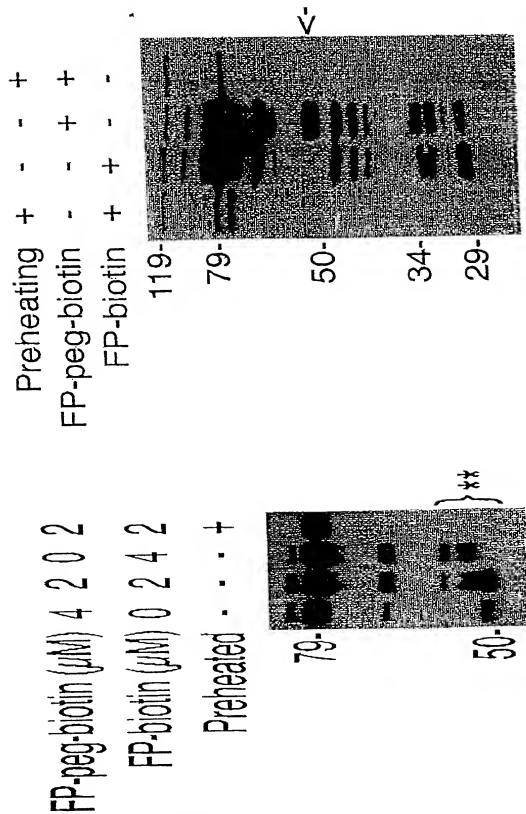 FP-peg-biotin (µM) 4 2 0 2
FP-biotin (µM) 0 2 4 2
Preheated - - - +
79-
50-
**
Preheating + - - +
FP-peg-biotin - - + +
FP-biotin + + - -
119-
79-
50-
34-
29-